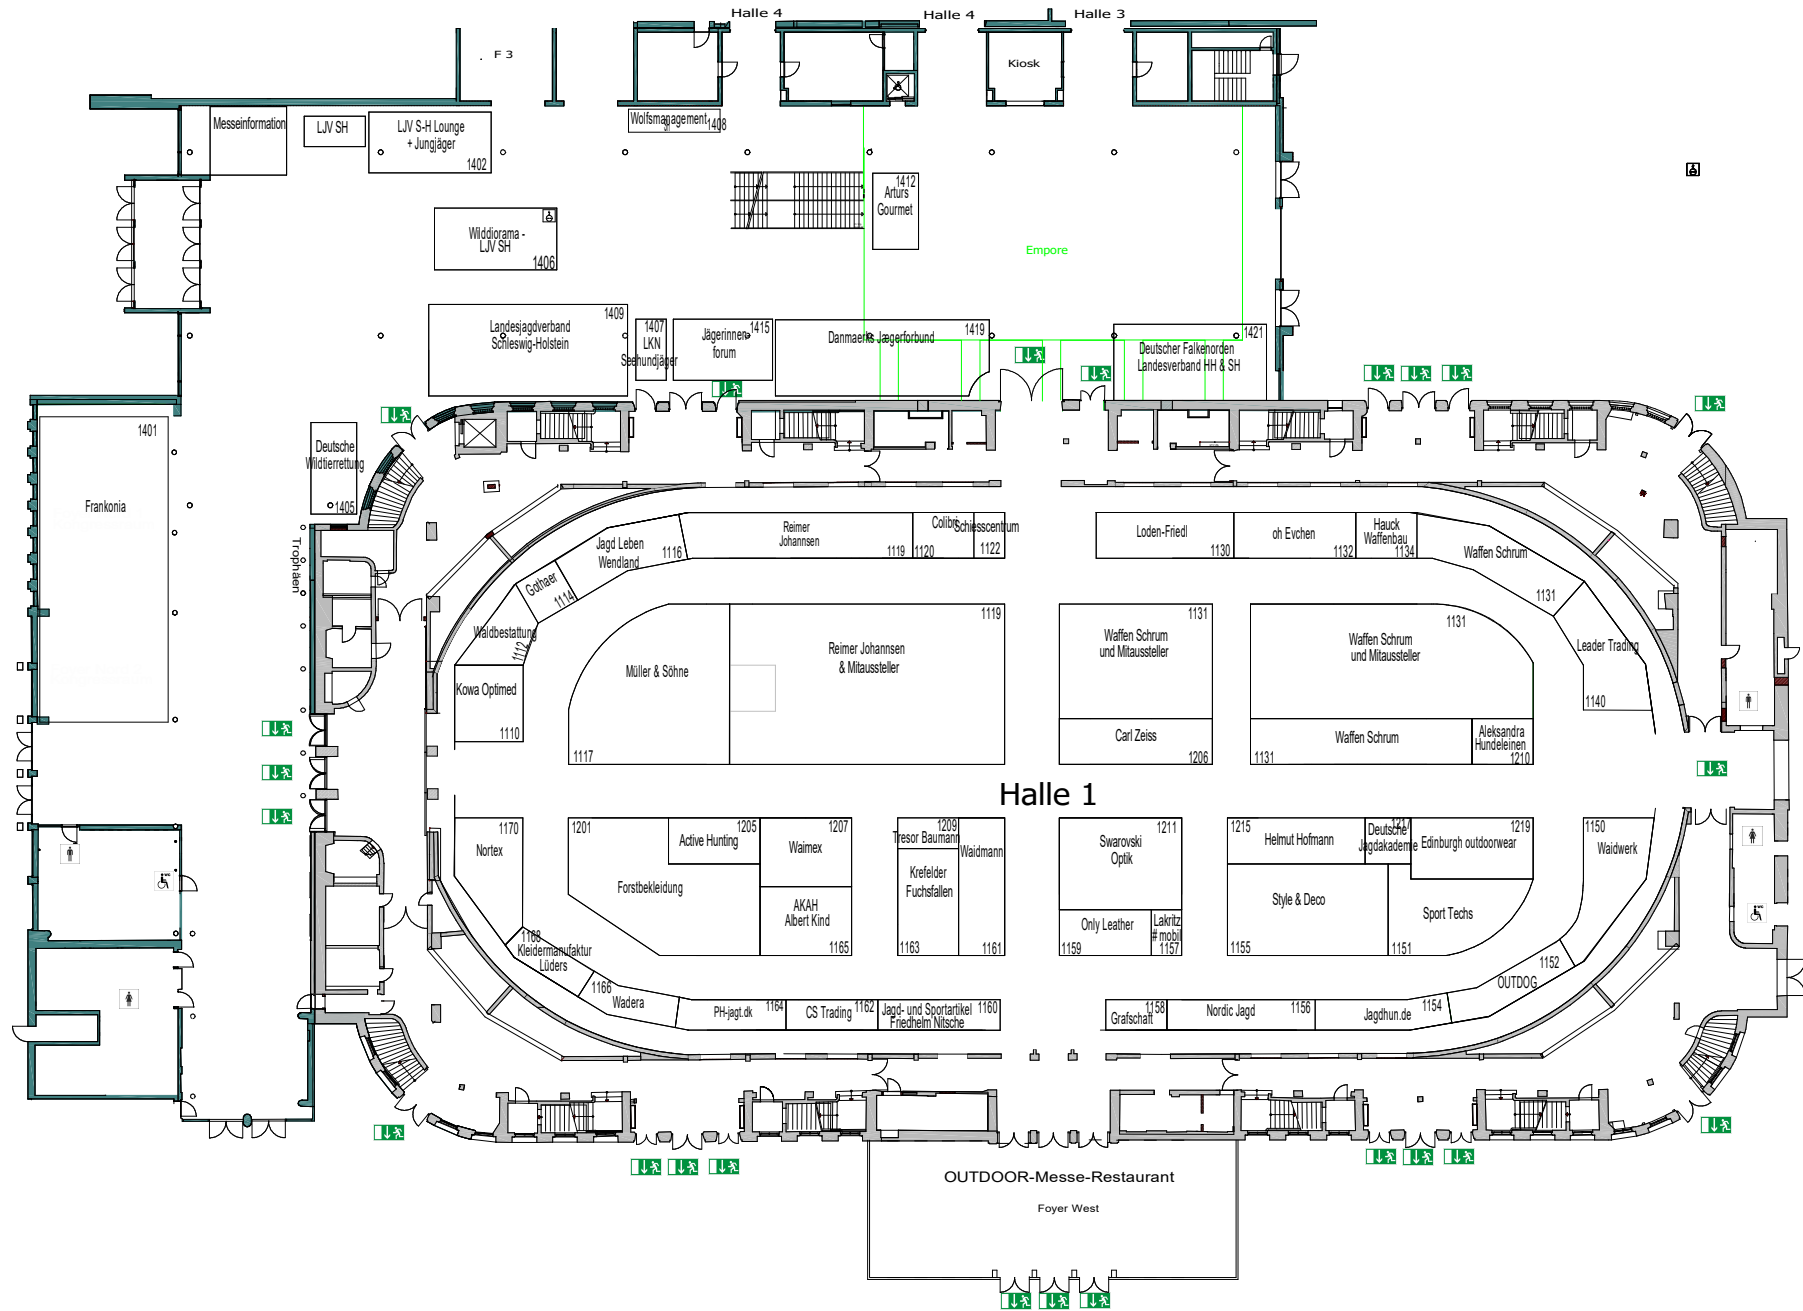 Halle 4
Halle 4
Halle 3
F 3
Kiosk
Messeinformation
LJV SH
LJV S-H Lounge
+ Jungjäger
1402
Wolfsmanagement
SH
1408
1412
Arturs
Gourmet
Wilddiorama -
LJV SH
1406
Empore
1409
Landesjagdverband
Schleswig-Holstein
1407
LKN
Seehundjäger
1415
Jägerinnen-
forum
1419
Danmaerks Jægerforbund
1421
Deutscher Falkenorden
Landesverband HH & SH
1401
Frankonia
Deutsche
Wildtierrettung
1405
Trophäen
Jagd Leben
Wendland
1116
Reimer
Johannsen
1119
Colibri
1120
Schiesscentrum
1122
Loden-Friedl
1130
oh Evchen
1132
Hauck
Waffenbau
1134
Waffen Schrum
1131
Gothaer
1114
Waldbestattung
1112
Kowa Optimed
1110
Müller & Söhne
1117
1119
Reimer Johannsen
& Mitaussteller
1131
Waffen Schrum
und Mitaussteller
1131
Waffen Schrum
und Mitaussteller
Leader Trading
1140
Carl Zeiss
1206
Waffen Schrum
1131
Aleksandra
Hundeleinen
1210
Halle 1
1170
Nortex
1201
Forstbekleidung
1205
Active Hunting
1207
Waimex
AKAH
Albert Kind
1165
1209
Tresor Baumann
Krefelder
Fuchsfallen
1163
Waidmann
1161
1211
Swarovski
Optik
Only Leather
1159
Lakritz
# mobil
1157
1215
Helmut Hofmann
1217
Deutsche
Jagdakademie
1219
Edinburgh outdoorwear
Style & Deco
1155
Sport Techs
1151
1150
Waidwerk
1168
Kleidermanufaktur
Lüders
1166
Wadera
PH-jagt.dk
1164
CS Trading
1162
Jagd- und Sportartikel
Friedhelm Nitsche
1160
Grafschaft
1158
Nordic Jagd
1156
Jagdhun.de
1154
OUTDOG
1152
OUTDOOR-Messe-Restaurant
Foyer West